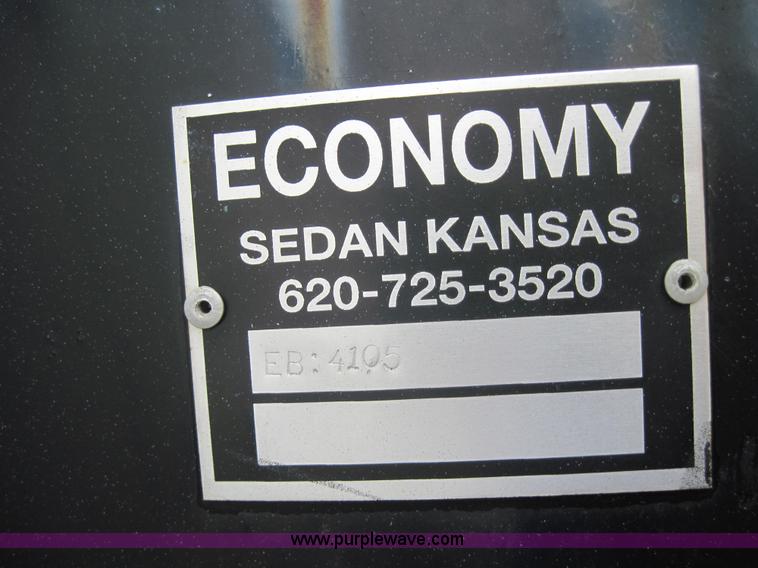 ECONOMY
SEDAN KANSAS
620-725-3520
EB:4105
www.purplewave.com